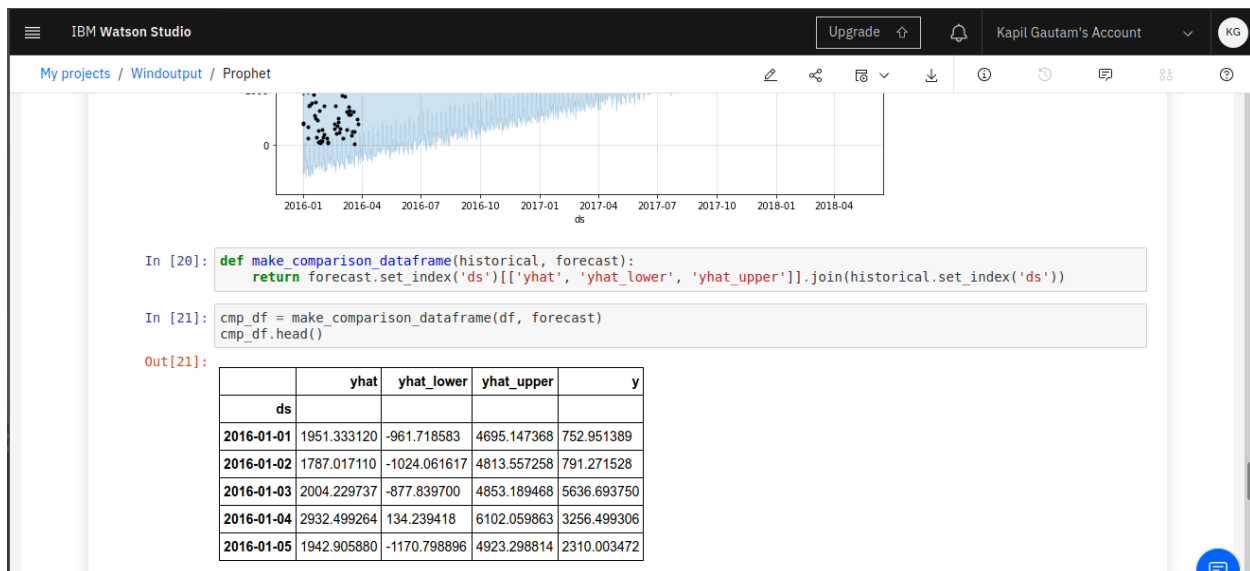 IBM Watson Studio Upgrade Kapil Gautam's Account KG
My projects / Windoutput / Prophet
0
2016-01 2016-04 2016-07 2016-10 2017-01 2017-04 2017-07 2017-10 2018-01 2018-04
ds
In [20]: def make_comparison_dataframe(historical, forecast):
return forecast.set_index('ds')[['yhat', 'yhat_lower', 'yhat_upper']].join(historical.set_index('ds'))
In [21]: cmp_df = make_comparison_dataframe(df, forecast)
cmp_df.head()
Out[21]:
yhat yhat_lower yhat_upper y
ds
2016-01-01 1951.333120 -961.718583 4695.147368 752.951389
2016-01-02 1787.017110 -1024.061617 4813.557258 791.271528
2016-01-03 2004.229737 -877.839700 4853.189468 5636.693750
2016-01-04 2932.499264 134.239418 6102.059863 3256.499306
2016-01-05 1942.905880 -1170.798896 4923.298814 2310.003472